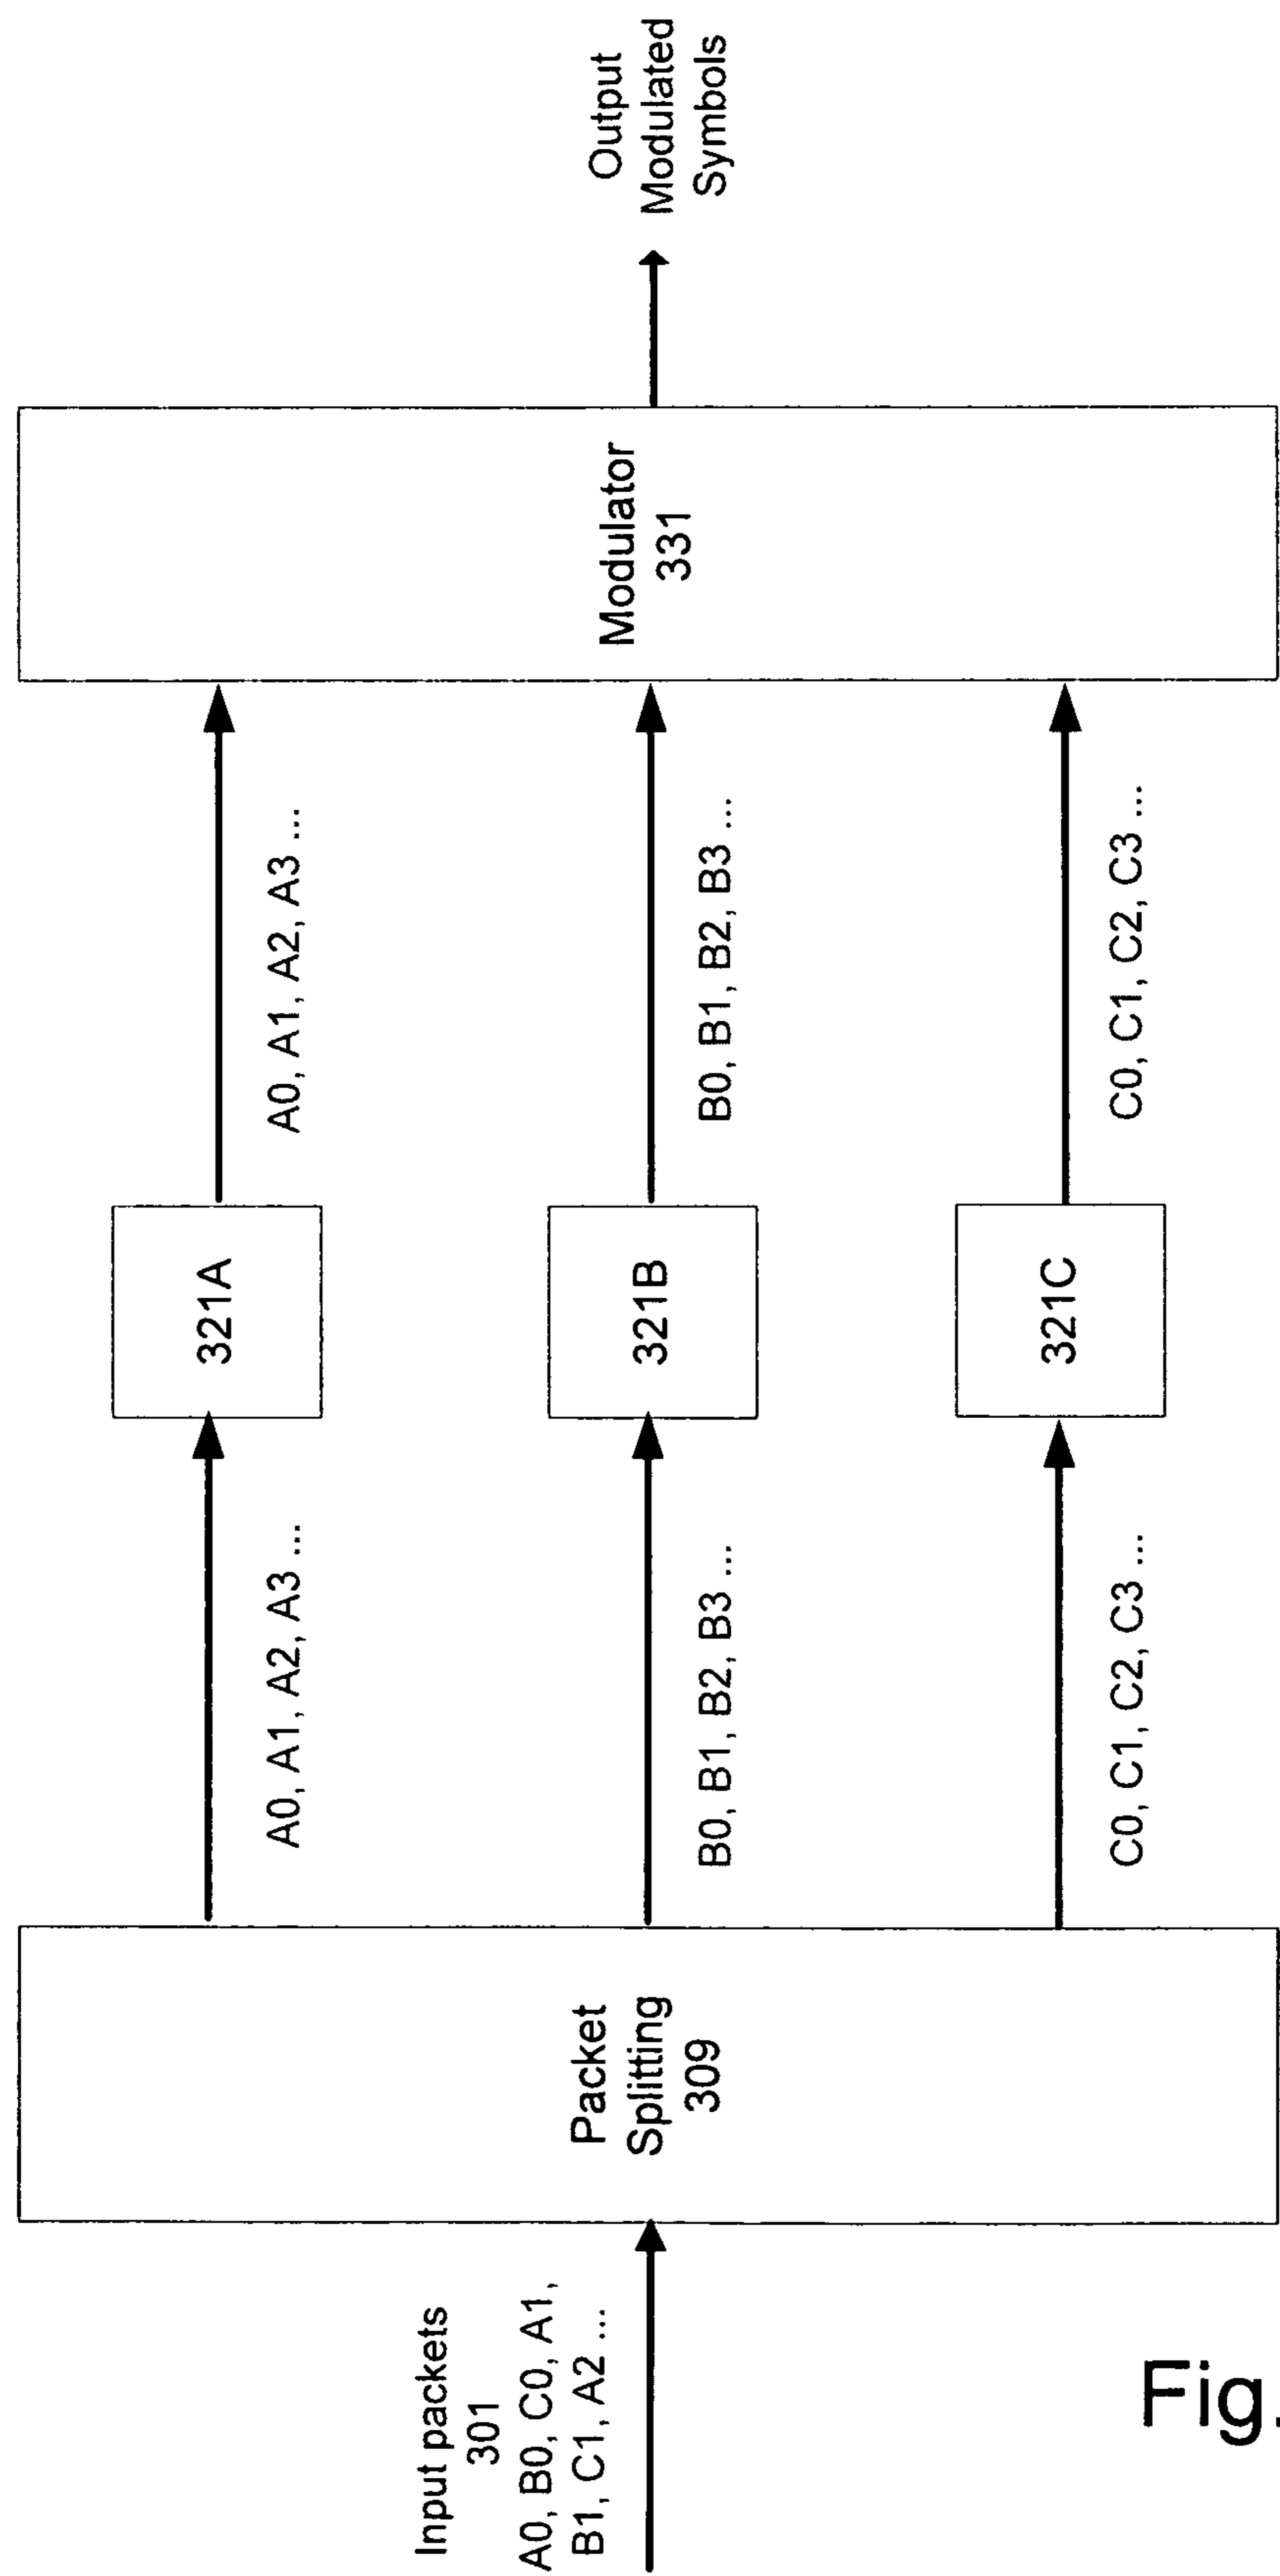 Input packets
301
A0, B0, C0, A1,
B1, C1, A2 ...
Packet
Splitting
309
A0, A1, A2, A3 ...
B0, B1, B2, B3 ...
C0, C1, C2, C3 ...
321A
321B
321C
A0, A1, A2, A3 ...
B0, B1, B2, B3 ...
C0, C1, C2, C3 ...
Modulator
331
Output
Modulated
Symbols
Fig.